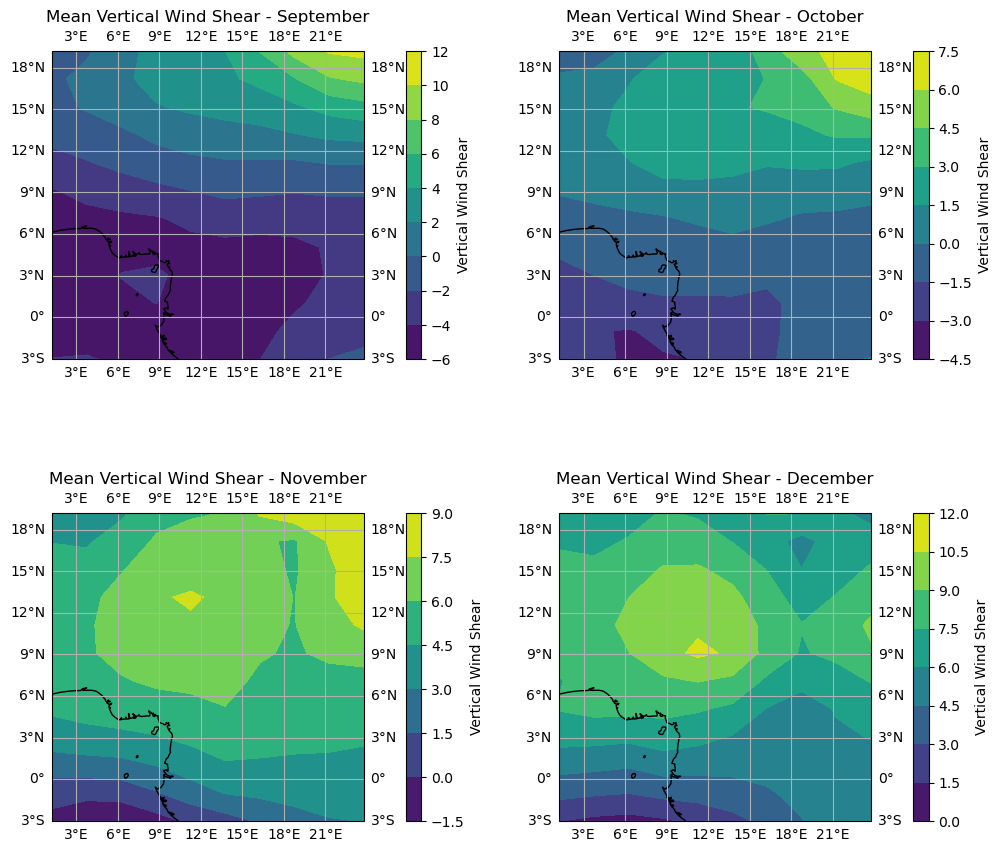 Mean Vertical Wind Shear - September
3°E 6°E 9°E 12°E 15°E 18°E 21°E
18°N 18°N
15°N 15°N
12°N 12°N
9°N 9°N
6°N 6°N
3°N 3°N
0° 0°
3°S 3°S
3°E 6°E 9°E 12°E 15°E 18°E 21°E
12
10
8
6
4
2
0
−2
−4
−6
Vertical Wind Shear
Mean Vertical Wind Shear - October
3°E 6°E 9°E 12°E 15°E 18°E 21°E
18°N 18°N
15°N 15°N
12°N 12°N
9°N 9°N
6°N 6°N
3°N 3°N
0° 0°
3°S 3°S
3°E 6°E 9°E 12°E 15°E 18°E 21°E
7.5
6.0
4.5
3.0
1.5
0.0
−1.5
−3.0
−4.5
Vertical Wind Shear
Mean Vertical Wind Shear - November
3°E 6°E 9°E 12°E 15°E 18°E 21°E
18°N 18°N
15°N 15°N
12°N 12°N
9°N 9°N
6°N 6°N
3°N 3°N
0° 0°
3°S 3°S
3°E 6°E 9°E 12°E 15°E 18°E 21°E
9.0
7.5
6.0
4.5
3.0
1.5
0.0
−1.5
Vertical Wind Shear
Mean Vertical Wind Shear - December
3°E 6°E 9°E 12°E 15°E 18°E 21°E
18°N 18°N
15°N 15°N
12°N 12°N
9°N 9°N
6°N 6°N
3°N 3°N
0° 0°
3°S 3°S
3°E 6°E 9°E 12°E 15°E 18°E 21°E
12.0
10.5
9.0
7.5
6.0
4.5
3.0
1.5
0.0
Vertical Wind Shear